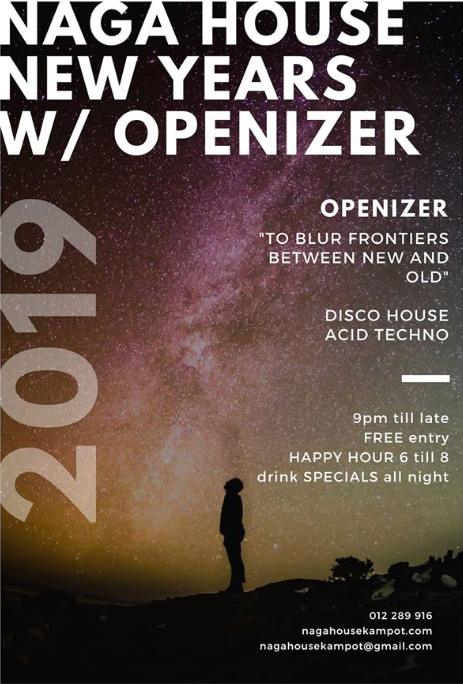 NAGA HOUSE
NEW YEARS
W/ OPENIZER
2019
OPENIZER
"TO BLUR FRONTIERS
BETWEEN NEW AND
OLD"
DISCO HOUSE
ACID TECHNO
9pm till late
FREE entry
HAPPY HOUR 6 till 8
drink SPECIALS all night
012 289 916
nagahousekampot.com
nagahousekampot@gmail.com